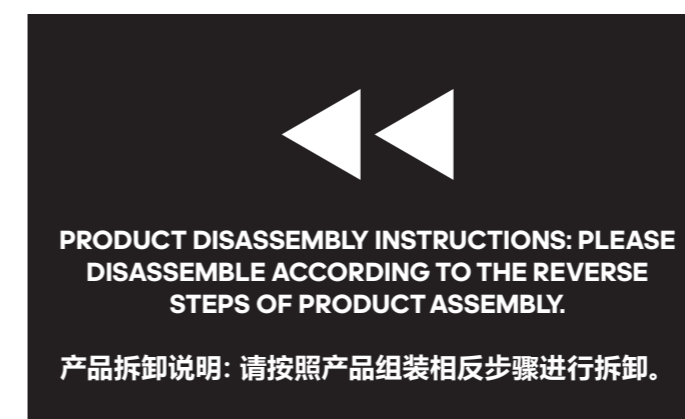 PRODUCT DISASSEMBLY INSTRUCTIONS: PLEASE
DISASSEMBLE ACCORDING TO THE REVERSE
STEPS OF PRODUCT ASSEMBLY.
产品拆卸说明：请按照产品组装相反步骤进行拆卸。